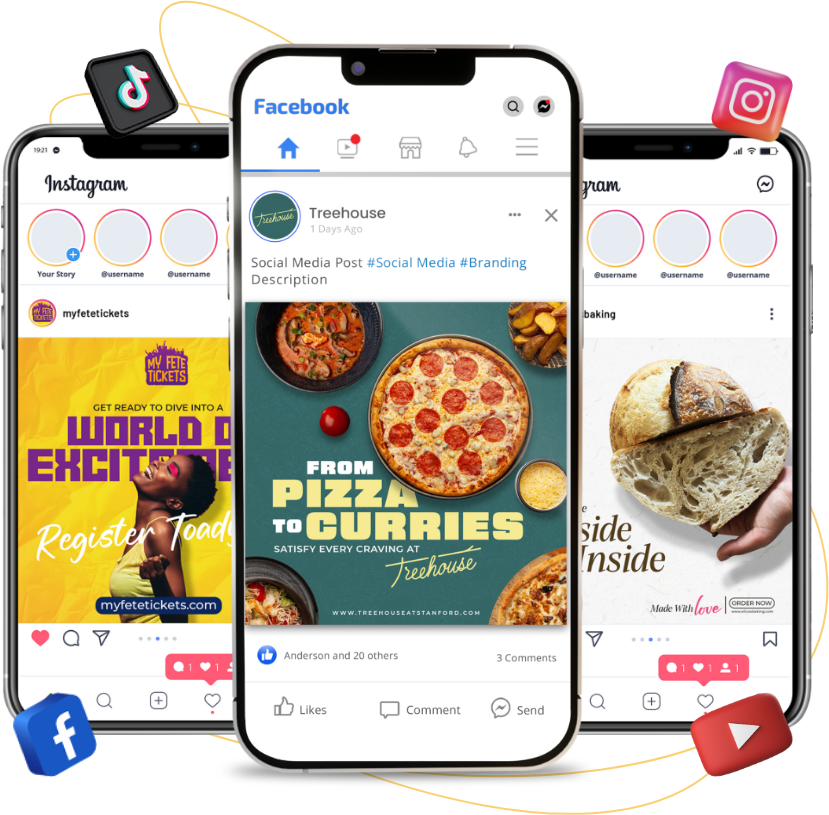 19:21
Instagram
Your Story
@username
@username
myfetetickets
MY FETE
TICKETS
GET READY TO DIVE INTO A
WORLD O
Register Toady
myfetetickets.com
1 1
Facebook
Treehouse
Treehouse
1 Days Ago
Social Media Post #Social Media #Branding
Description
FROM
PIZZA
TO CURRIES
SATISFY EVERY CRAVING AT
Treehouse
WWW.TREEHOUSEATSTANFORD.COM
Anderson and 20 others
3 Comments
Likes
Comment
Send
gram
@username
@username
@username
baking
side
Inside
Made With love
ORDER NOW
1 1 1